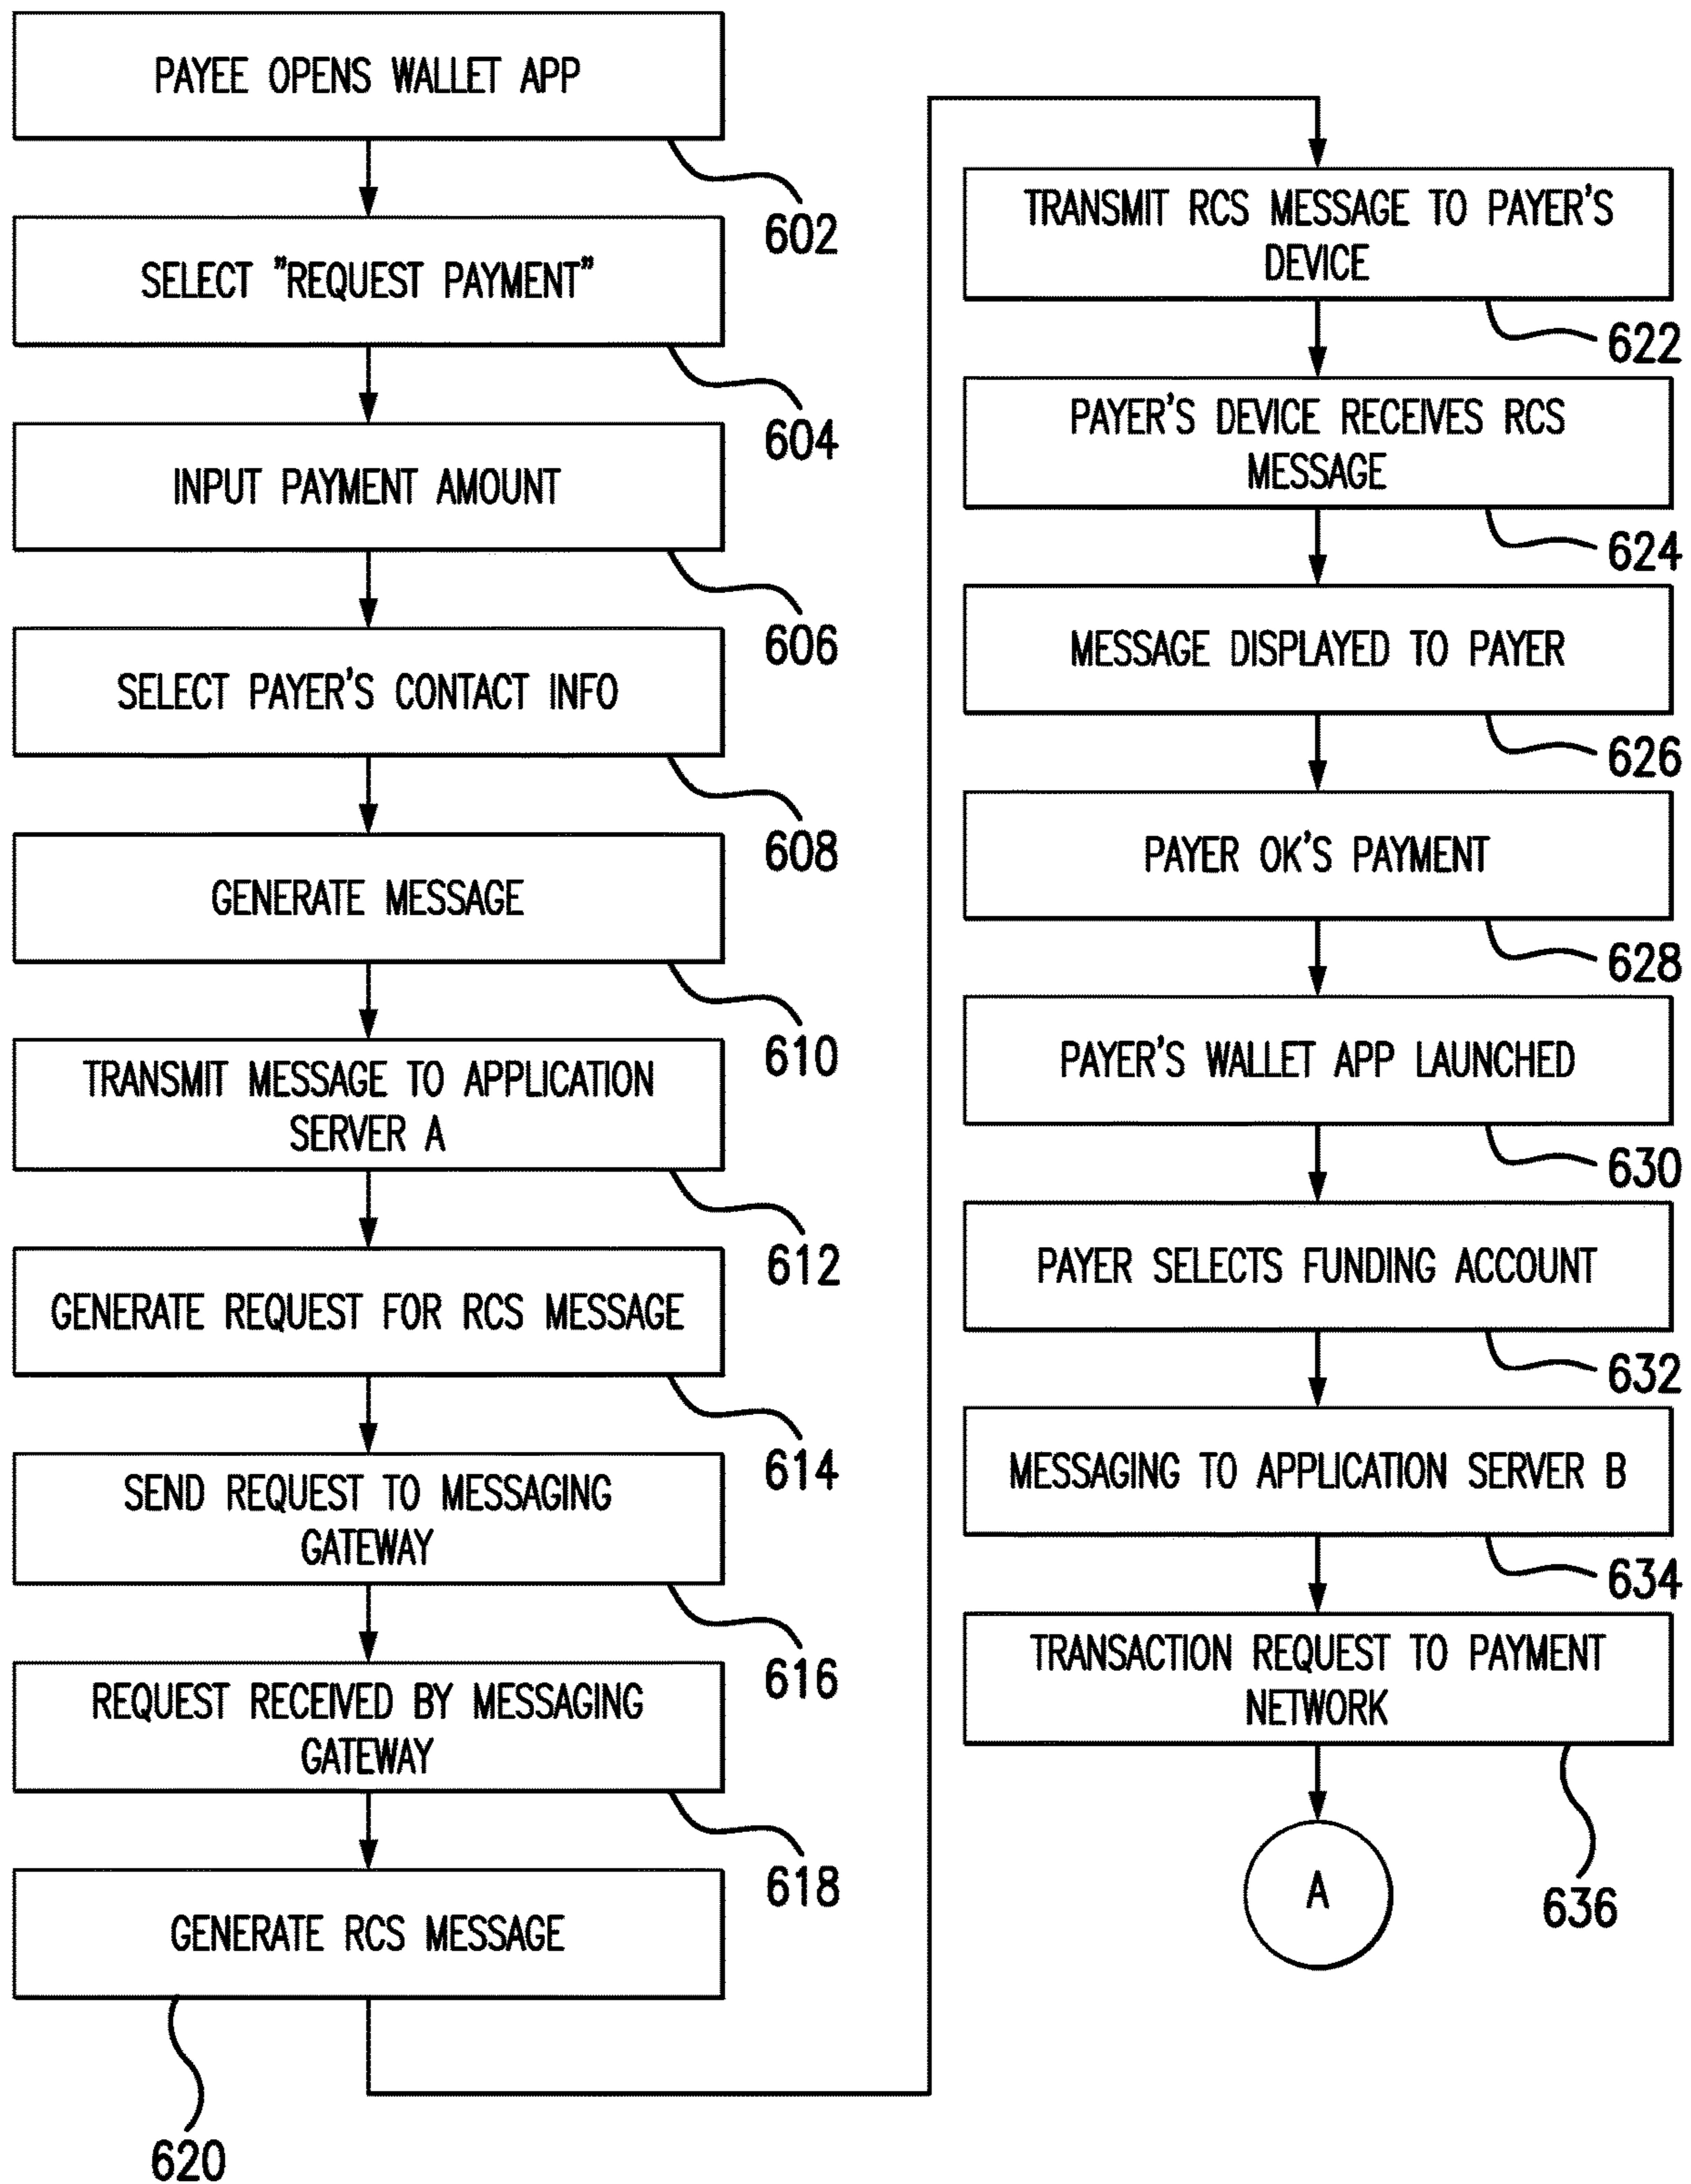 PAYEE OPENS WALLET APP
602
SELECT "REQUEST PAYMENT"
604
INPUT PAYMENT AMOUNT
606
SELECT PAYER'S CONTACT INFO
608
GENERATE MESSAGE
610
TRANSMIT MESSAGE TO APPLICATION
SERVER A
612
GENERATE REQUEST FOR RCS MESSAGE
614
SEND REQUEST TO MESSAGING
GATEWAY
616
REQUEST RECEIVED BY MESSAGING
GATEWAY
618
GENERATE RCS MESSAGE
620
TRANSMIT RCS MESSAGE TO PAYER'S
DEVICE
622
PAYER'S DEVICE RECEIVES RCS
MESSAGE
624
MESSAGE DISPLAYED TO PAYER
626
PAYER OK'S PAYMENT
628
PAYER'S WALLET APP LAUNCHED
630
PAYER SELECTS FUNDING ACCOUNT
632
MESSAGING TO APPLICATION SERVER B
634
TRANSACTION REQUEST TO PAYMENT
NETWORK
636
A